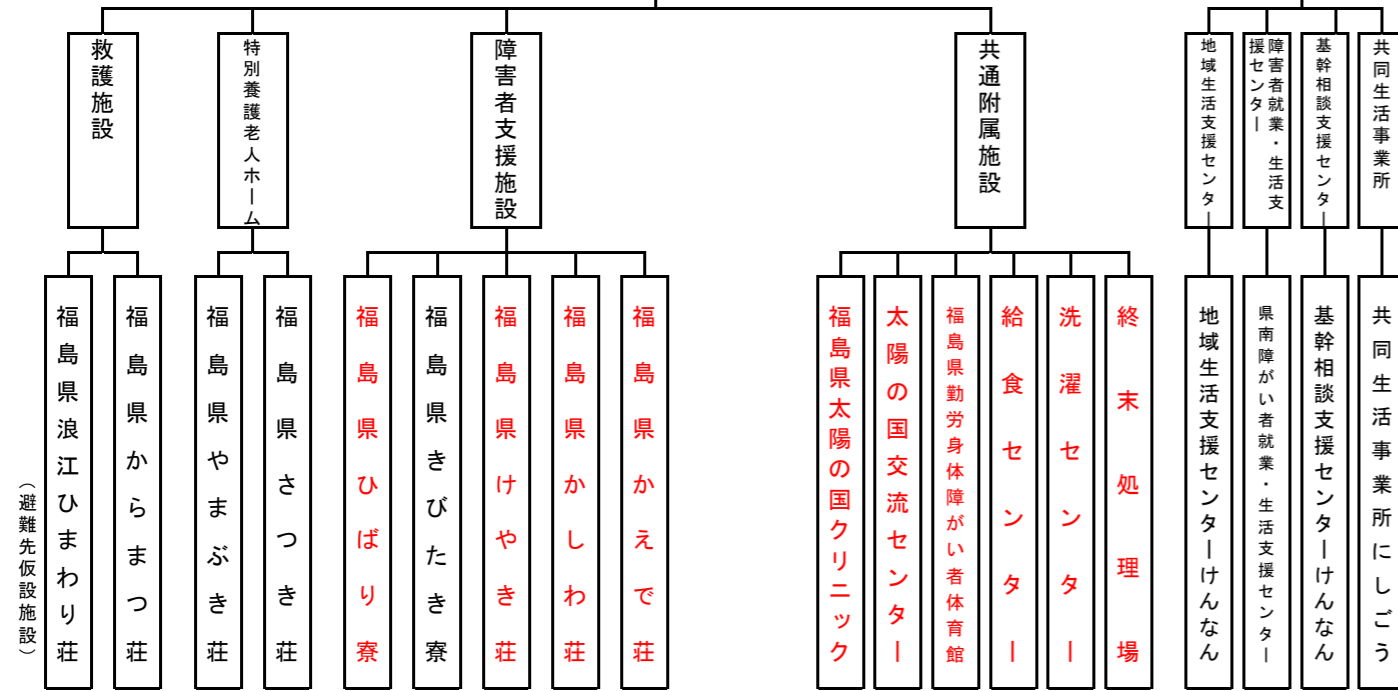 救護施設
特別養護老人ホーム
障害者支援施設
共通附属施設
地域生活支援センター
障害者就業・生活支
援センター
基幹相談支援センター
共同生活事業所
（避難先仮設施設）
福島県浪江ひまわり荘
福島県からまつ荘
福島県やまぶき荘
福島県さつき荘
福島県ひばり寮
福島県きびたき寮
福島県けやき荘
福島県かしわ荘
福島県かえで荘
福島県太陽の国クリニック
太陽の国交流センター
福島県勤労身体障がい者体育館
給食センター
洗濯センター
終末処理場
地域生活支援センターけんなん
県南障がい者就業・生活支援センター
基幹相談支援センターけんなん
共同生活事業所にしごう